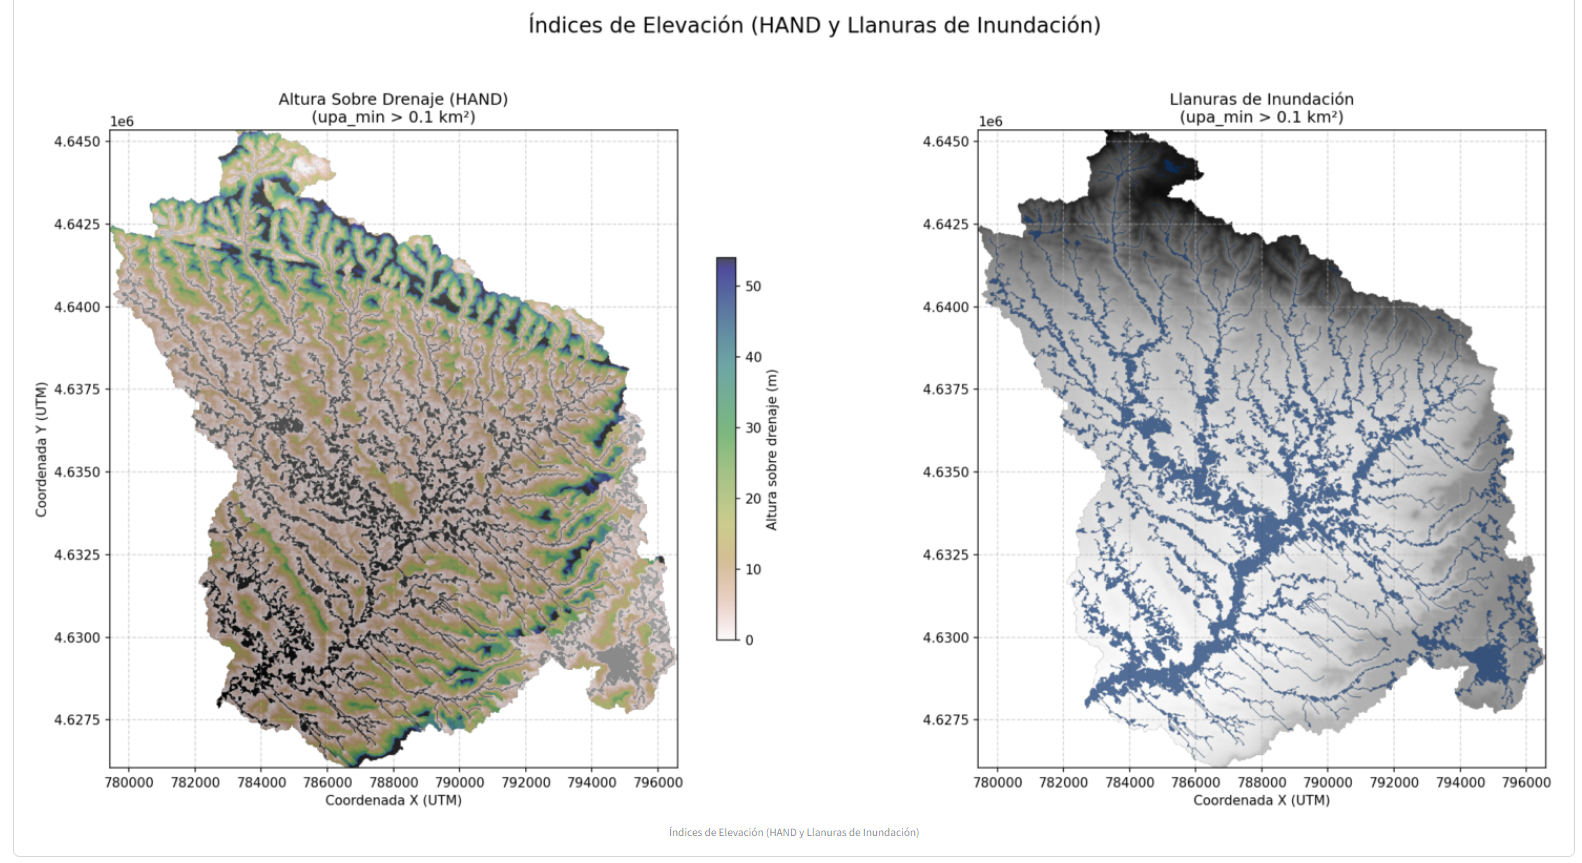 Índices de Elevación (HAND y Llanuras de Inundación)
Altura Sobre Drenaje (HAND)
(upa_min > 0.1 km²)
1e6
4.6450
4.6425
4.6400
4.6375
4.6350
4.6325
4.6300
4.6275
Coordenada Y (UTM)
780000 782000 784000 786000 788000 790000 792000 794000 796000
Coordenada X (UTM)
50
40
30
20
10
0
Altura sobre drenaje (m)
Llanuras de Inundación
(upa_min > 0.1 km²)
1e6
4.6450
4.6425
4.6400
4.6375
4.6350
4.6325
4.6300
4.6275
780000 782000 784000 786000 788000 790000 792000 794000 796000
Coordenada X (UTM)
Índices de Elevación (HAND y Llanuras de Inundación)